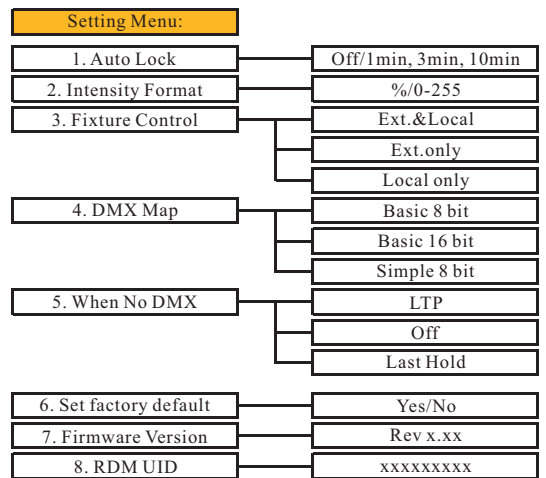 Setting Menu:
1. Auto Lock
Off/1min, 3min, 10min
2. Intensity Format
%/0-255
3. Fixture Control
Ext.&Local
Ext.only
Local only
4. DMX Map
Basic 8 bit
Basic 16 bit
Simple 8 bit
5. When No DMX
LTP
Off
Last Hold
6. Set factory default
Yes/No
7. Firmware Version
Rev x.xx
8. RDM UID
xxxxxxxxx